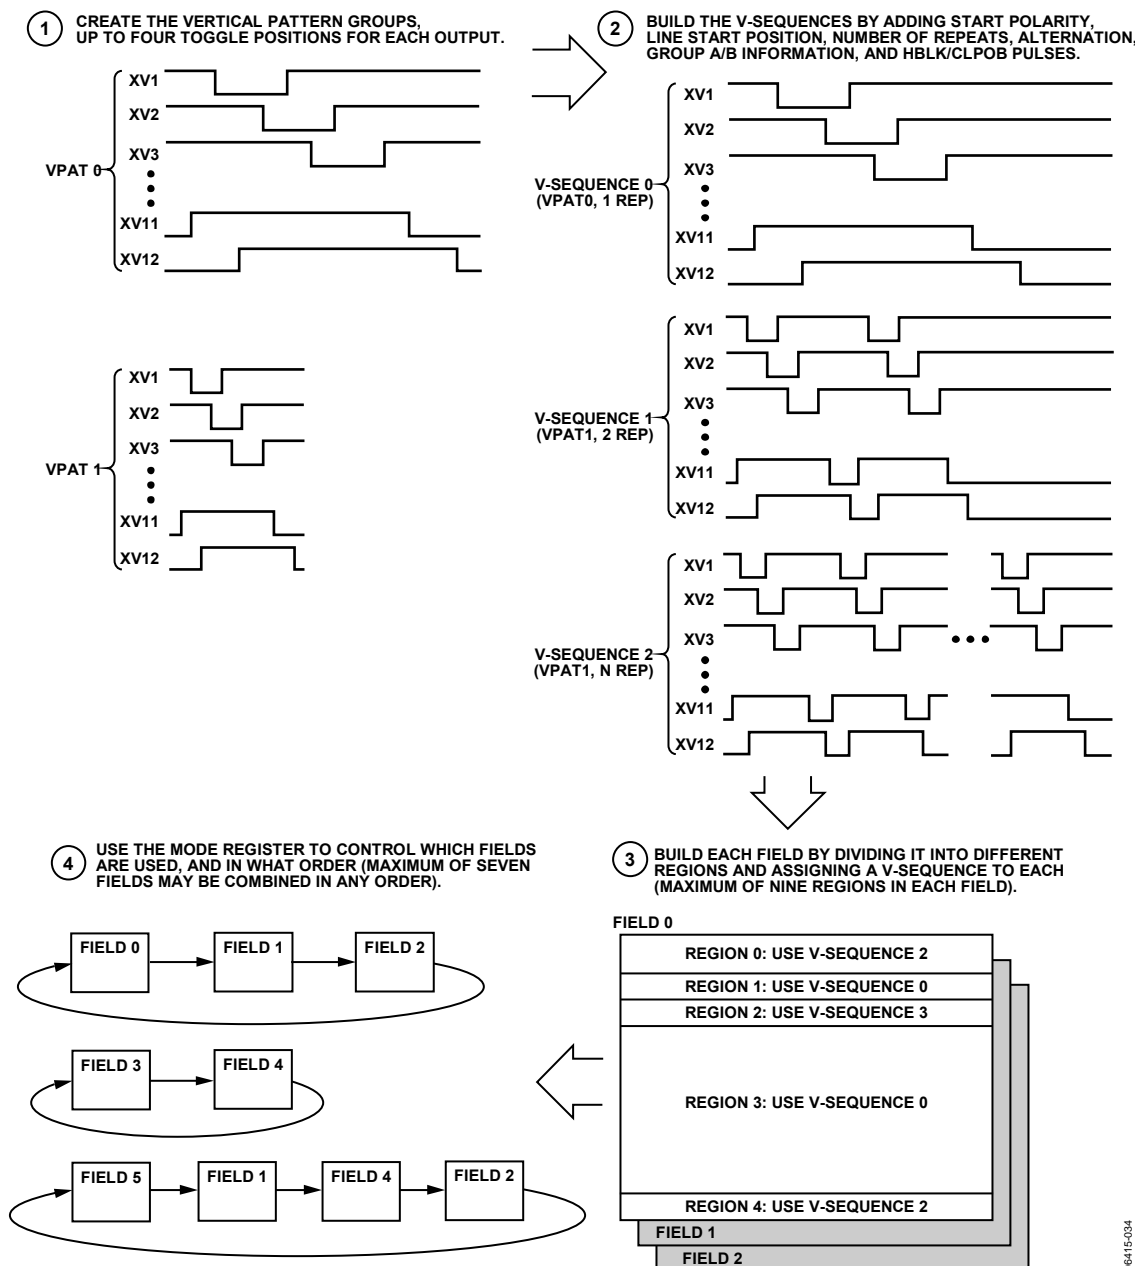 1 CREATE THE VERTICAL PATTERN GROUPS,
UP TO FOUR TOGGLE POSITIONS FOR EACH OUTPUT.
XV1
XV2
XV3
VPAT 0
XV11
XV12
XV1
XV2
XV3
VPAT 1
XV11
XV12
2 BUILD THE V-SEQUENCES BY ADDING START POLARITY,
LINE START POSITION, NUMBER OF REPEATS, ALTERNATION,
GROUP A/B INFORMATION, AND HBLK/CLPOB PULSES.
XV1
XV2
XV3
V-SEQUENCE 0
(VPAT0, 1 REP)
XV11
XV12
XV1
XV2
XV3
V-SEQUENCE 1
(VPAT1, 2 REP)
XV11
XV12
XV1
XV2
XV3
V-SEQUENCE 2
(VPAT1, N REP)
XV11
XV12
3 BUILD EACH FIELD BY DIVIDING IT INTO DIFFERENT
REGIONS AND ASSIGNING A V-SEQUENCE TO EACH
(MAXIMUM OF NINE REGIONS IN EACH FIELD).
FIELD 0
REGION 0: USE V-SEQUENCE 2
REGION 1: USE V-SEQUENCE 0
REGION 2: USE V-SEQUENCE 3
REGION 3: USE V-SEQUENCE 0
REGION 4: USE V-SEQUENCE 2
FIELD 1
FIELD 2
4 USE THE MODE REGISTER TO CONTROL WHICH FIELDS
ARE USED, AND IN WHAT ORDER (MAXIMUM OF SEVEN
FIELDS MAY BE COMBINED IN ANY ORDER).
FIELD 0
FIELD 1
FIELD 2
FIELD 3
FIELD 4
FIELD 5
FIELD 1
FIELD 4
FIELD 2